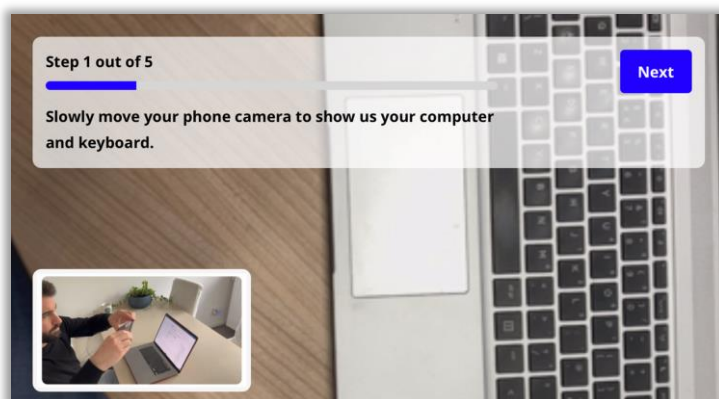 Step 1 out of 5
Next
Slowly move your phone camera to show us your computer
and keyboard.